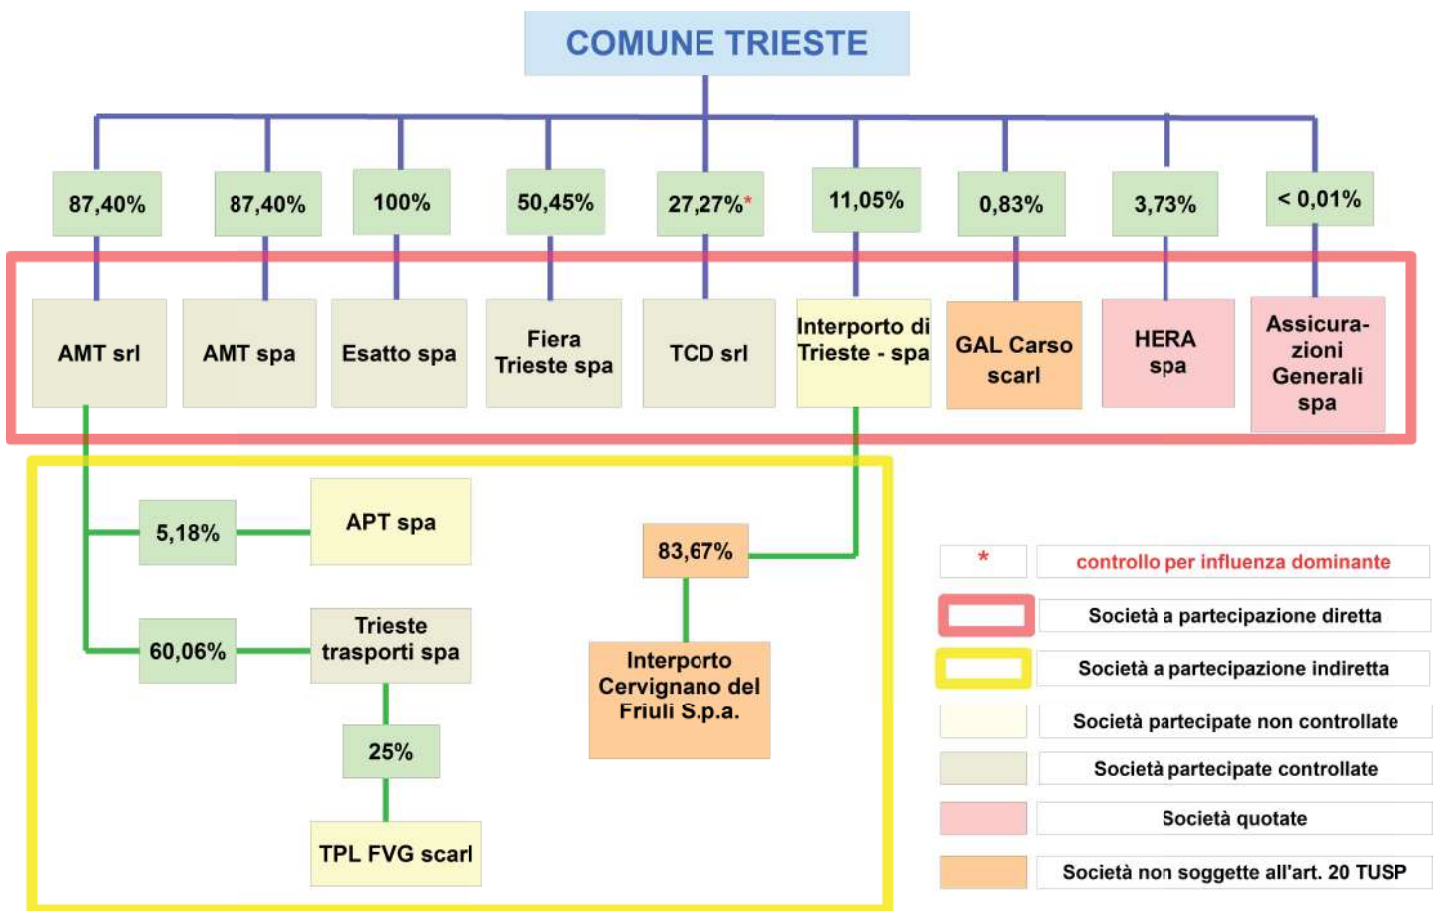 COMUNE TRIESTE
87,40%
87,40%
100%
50,45%
27,27%*
11,05%
0,83%
3,73%
< 0,01%
AMT srl
AMT spa
Esatto spa
Fiera
Trieste spa
TCD srl
Interporto di
Trieste - spa
GAL Carso
scarl
HERA
spa
Assicura-
zioni
Generali
spa
5,18%
APT spa
60,06%
Trieste
trasporti spa
25%
TPL FVG scarl
83,67%
Interporto
Cervignano del
Friuli S.p.a.
* controllo per influenza dominante
Società a partecipazione diretta
Società a partecipazione indiretta
Società partecipate non controllate
Società partecipate controllate
Società quotate
Società non soggette all'art. 20 TUSP